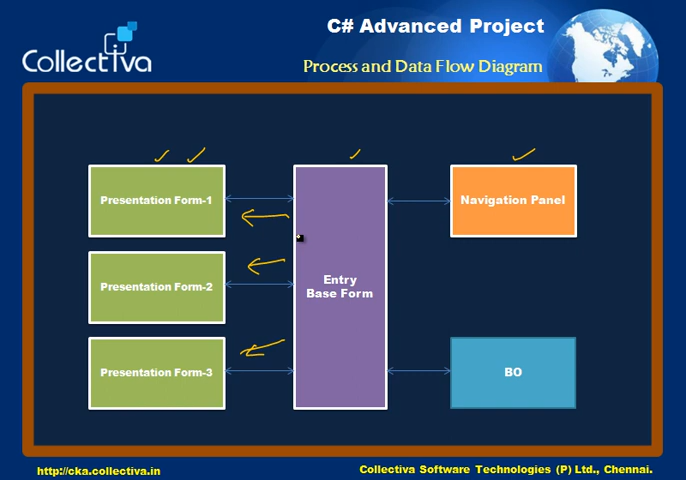 Collectiva
C# Advanced Project
Process and Data Flow Diagram
Presentation Form-1
Navigation Panel
Presentation Form-2
Entry
Base Form
Presentation Form-3
BO
http://cka.collectiva.in
Collectiva Software Technologies (P) Ltd., Chennai.